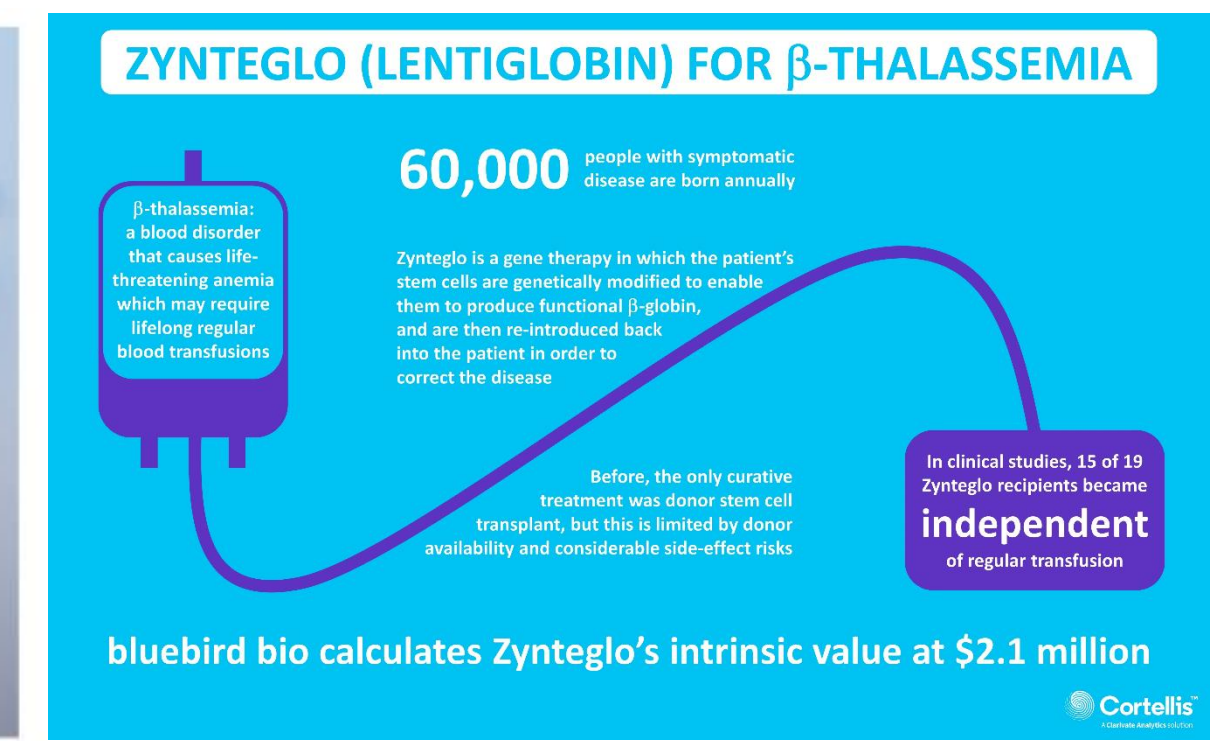 ZYNTEGLO (LENTIGLOBIN) FOR β-THALASSEMIA
60,000
people with symptomatic
disease are born annually
β-thalassemia:
a blood disorder
that causes life-
threatening anemia
which may require
lifelong regular
blood transfusions
Zynteglo is a gene therapy in which the patient's
stem cells are genetically modified to enable
them to produce functional β-globin,
and are then re-introduced back
into the patient in order to
correct the disease
Before, the only curative
treatment was donor stem cell
transplant, but this is limited by donor
availability and considerable side-effect risks
In clinical studies, 15 of 19
Zynteglo recipients became
independent
of regular transfusion
bluebird bio calculates Zynteglo's intrinsic value at $2.1 million
Cortellis™
A Clarivate Analytics solution